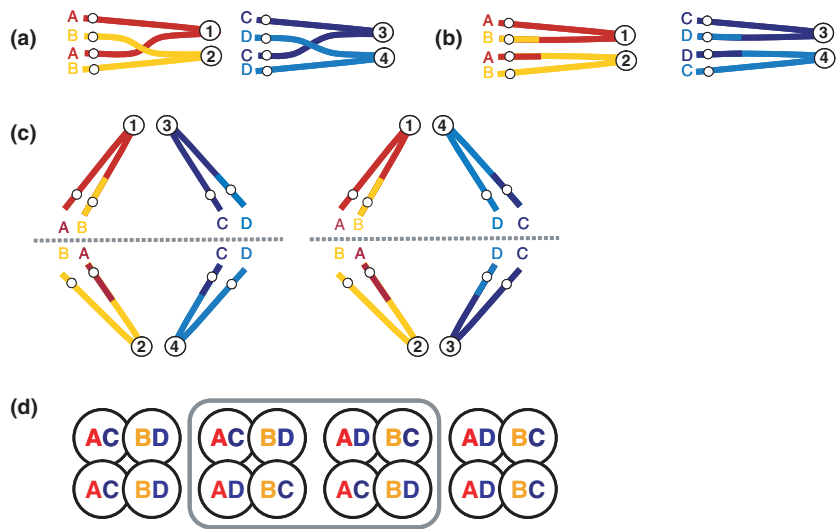 (a)
A
B
A
B
1
2
C
D
C
D
3
4
(b)
A
B
A
B
1
2
C
D
D
C
3
4
(c)
1 3
A B C D
B A C D
2 4
1 4
A B D C
B A D C
2 3
(d)
AC BD AC BD AD BC AD BC
AC BD AD BC AC BD AD BC